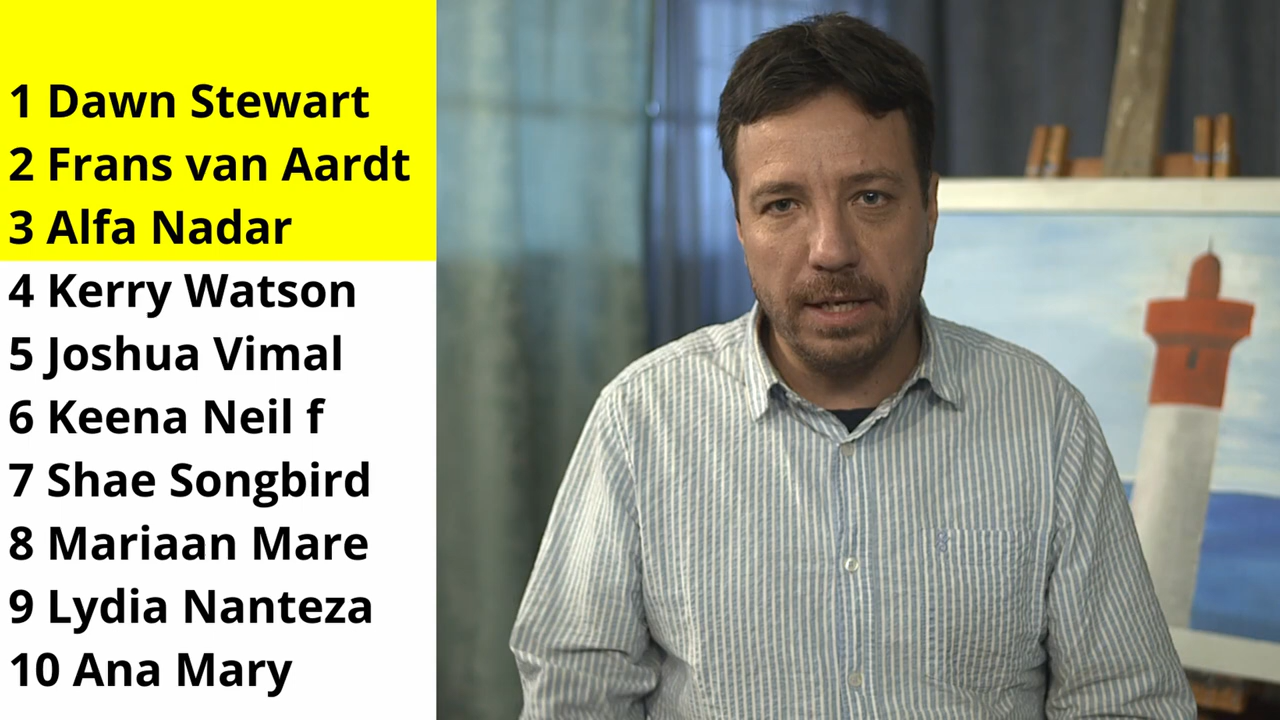 1 Dawn Stewart
2 Frans van Aardt
3 Alfa Nadar
4 Kerry Watson
5 Joshua Vimal
6 Keena Neil f
7 Shae Songbird
8 Mariaan Mare
9 Lydia Nanteza
10 Ana Mary